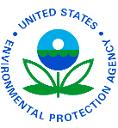 UNITED STATES
ENVIRONMENTAL PROTECTION AGENCY